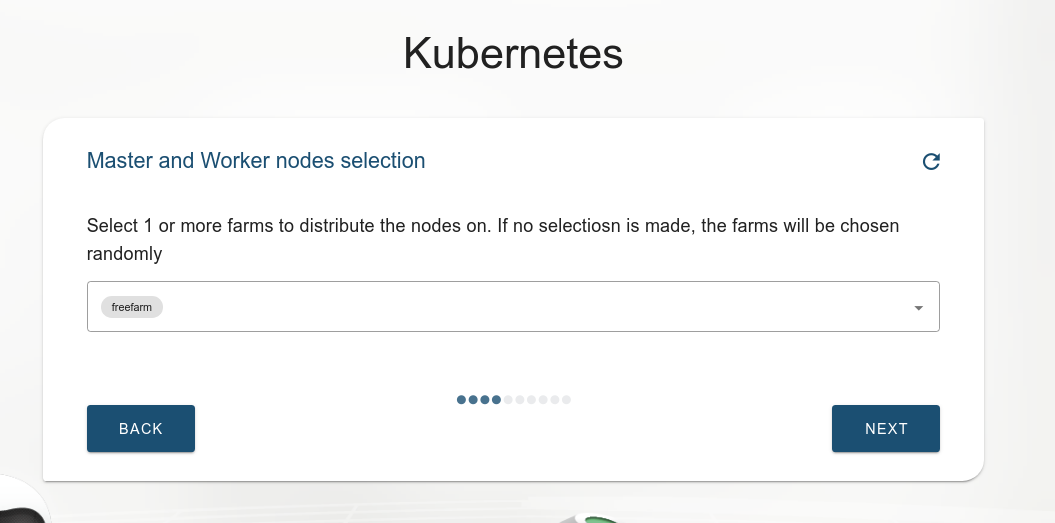 Kubernetes
Master and Worker nodes selection
Select 1 or more farms to distribute the nodes on. If no selectiosn is made, the farms will be chosen
randomly
freefarm
BACK
NEXT